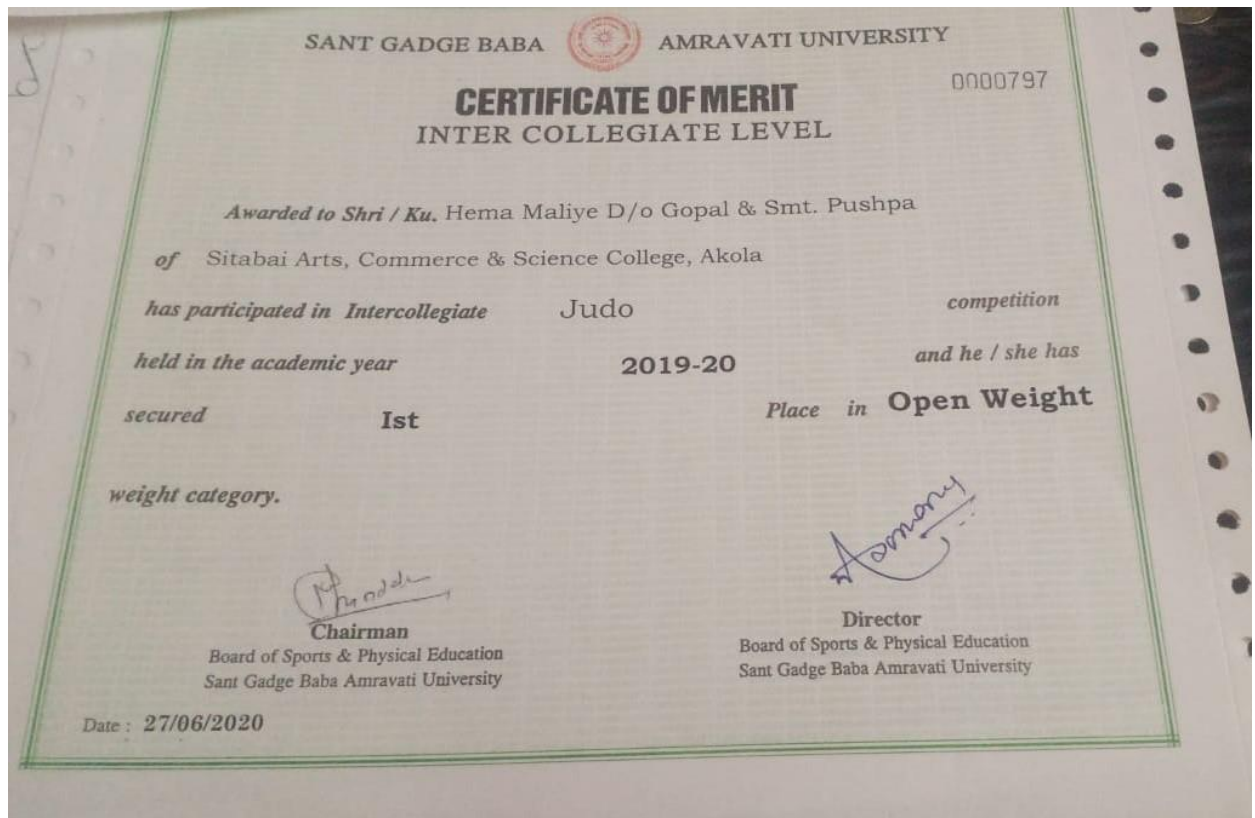 SANT GADGE BABA AMRAVATI UNIVERSITY
0000797
CERTIFICATE OF MERIT
INTER COLLEGIATE LEVEL
Awarded to Shri / Ku. Hema Maliye D/o Gopal & Smt. Pushpa
of Sitabai Arts, Commerce & Science College, Akola
has participated in Intercollegiate Judo competition
held in the academic year 2019-20 and he / she has
secured Ist Place in Open Weight
weight category.
Chairman
Board of Sports & Physical Education
Sant Gadge Baba Amravati University
Director
Board of Sports & Physical Education
Sant Gadge Baba Amravati University
Date : 27/06/2020